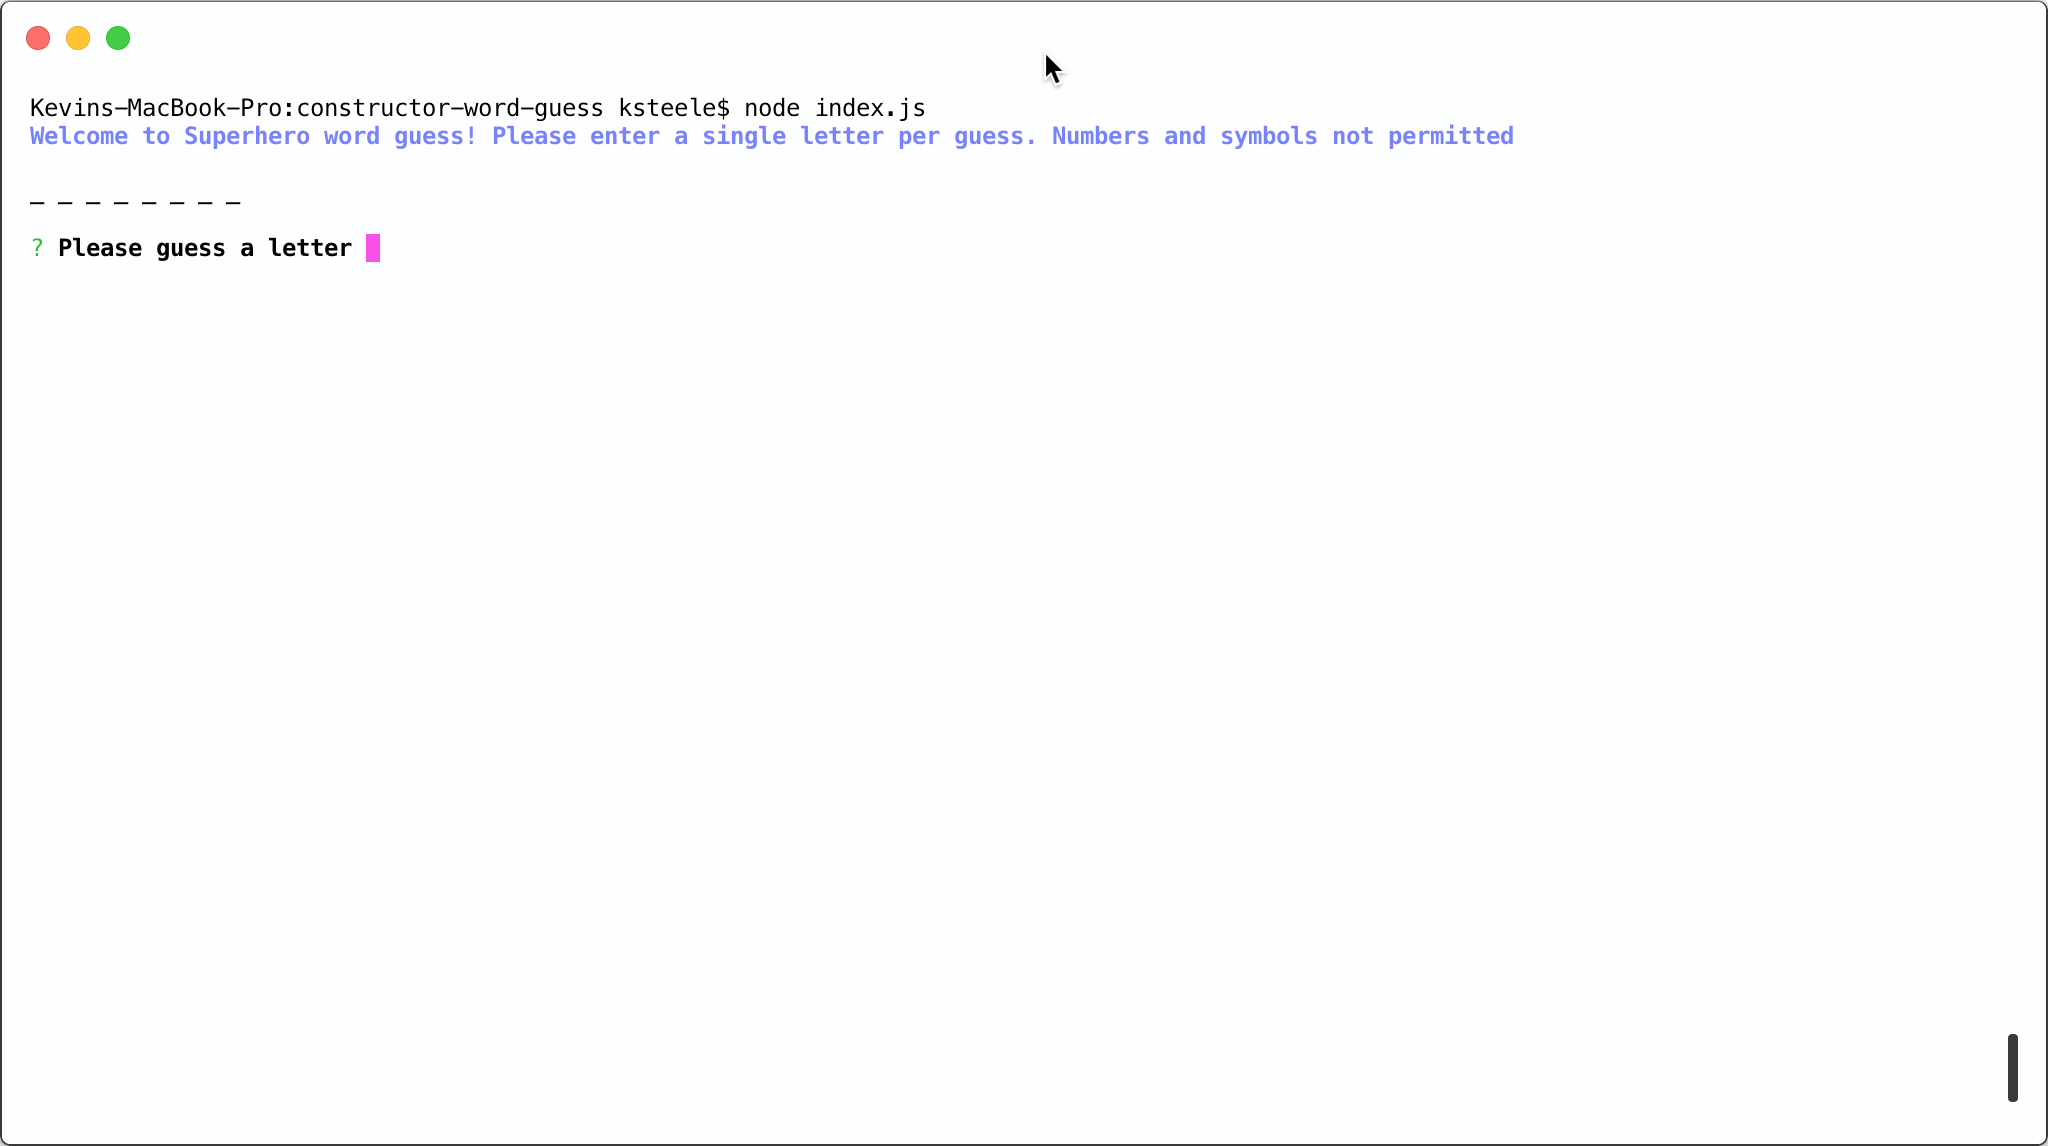 Kevins-MacBook-Pro:constructor-word-guess ksteele$ node index.js
Welcome to Superhero word guess! Please enter a single letter per guess. Numbers and symbols not permitted
_ _ _ _ _ _ _ _
? Please guess a letter